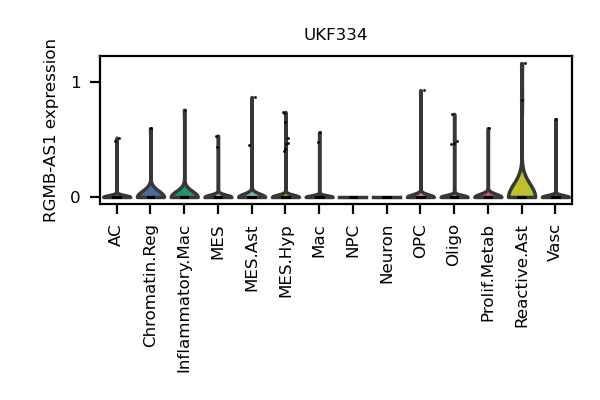 UKF334
RGMB-AS1 expression
1
0
AC
Chromatin.Reg
Inflammatory.Mac
MES
MES.Ast
MES.Hyp
Mac
NPC
Neuron
OPC
Oligo
Prolif.Metab
Reactive.Ast
Vasc